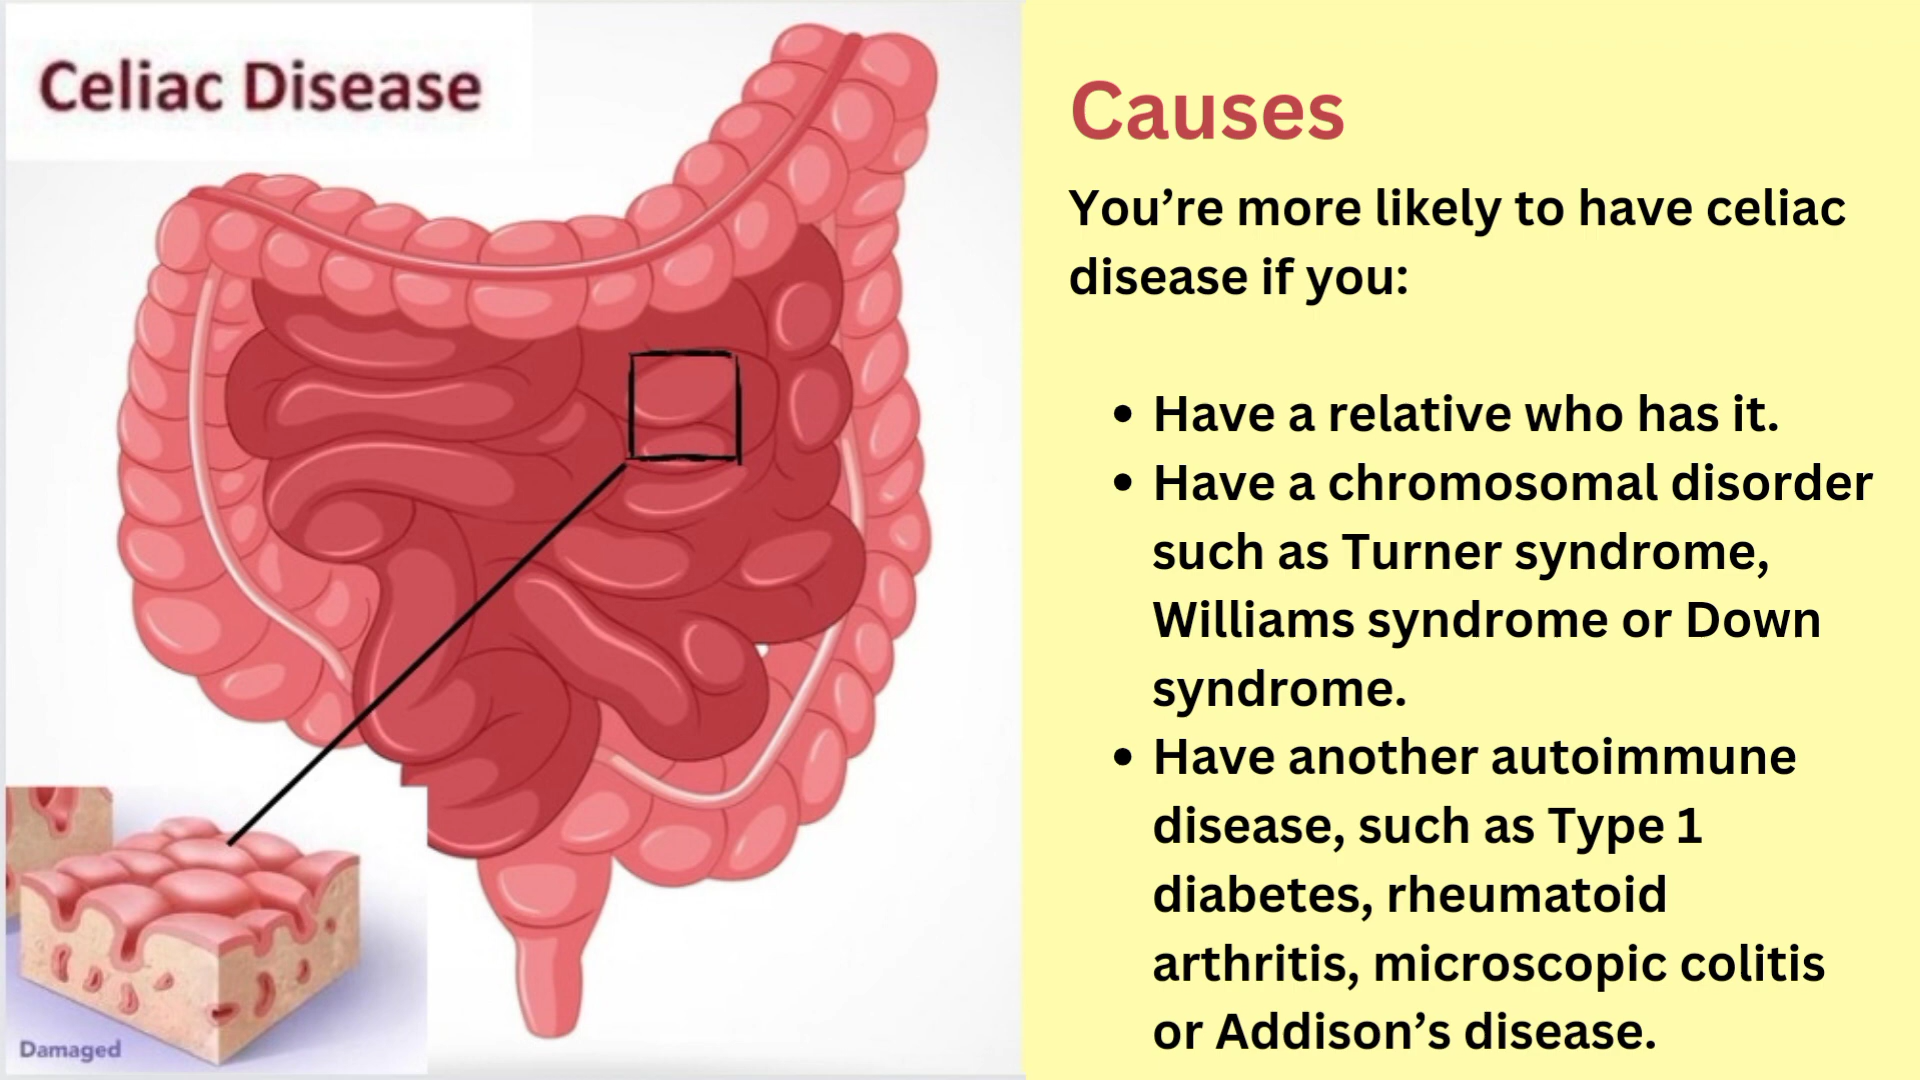 Celiac Disease
Causes
You’re more likely to have celiac
disease if you:
• Have a relative who has it.
• Have a chromosomal disorder
such as Turner syndrome,
Williams syndrome or Down
syndrome.
• Have another autoimmune
disease, such as Type 1
diabetes, rheumatoid
arthritis, microscopic colitis
or Addison’s disease.
Damaged